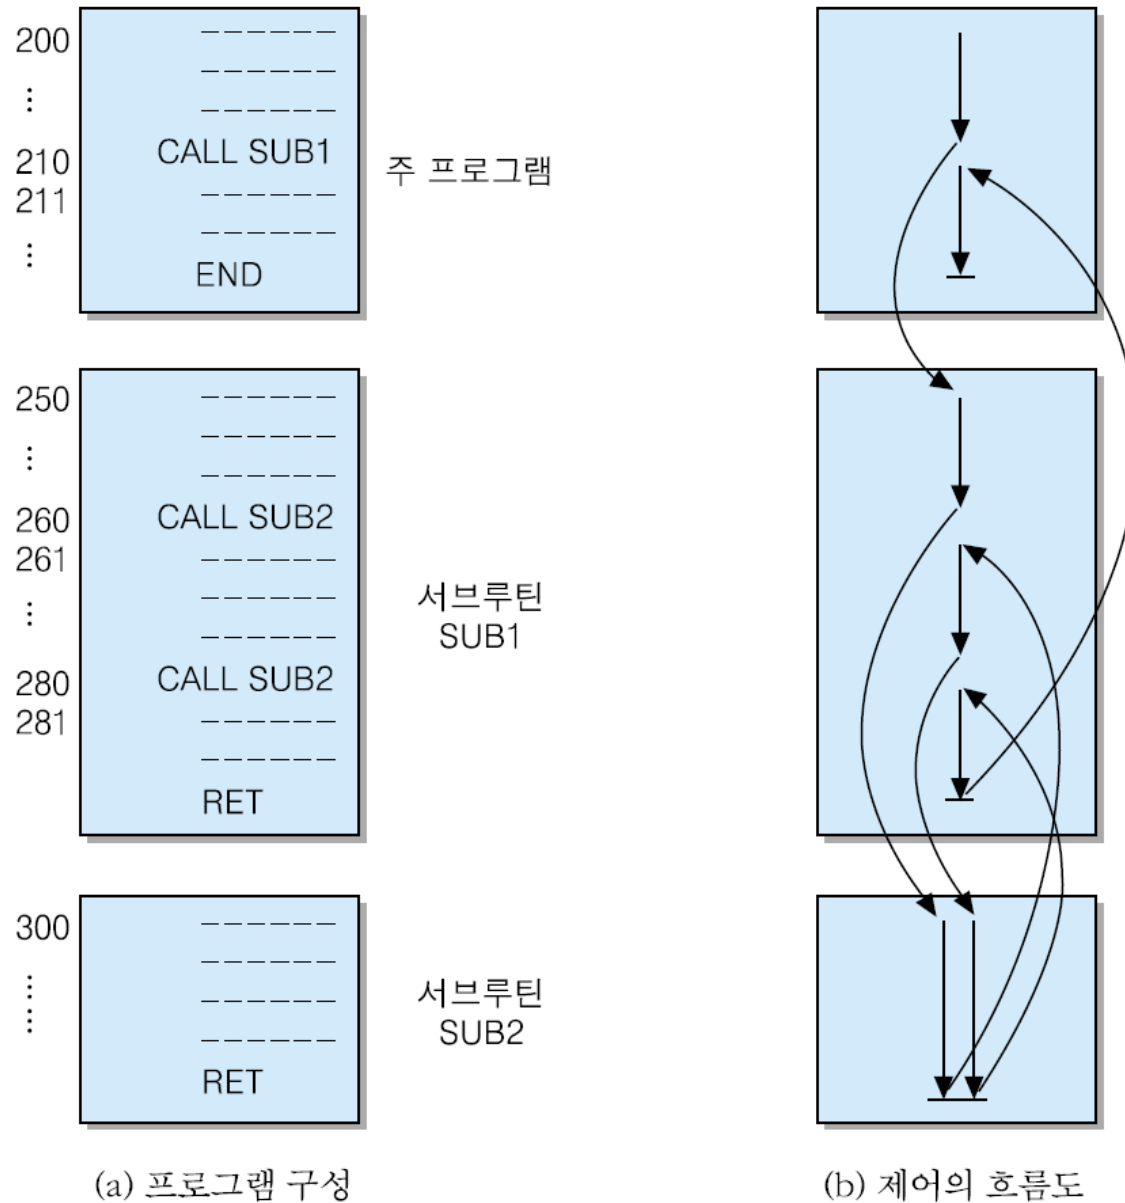 200
⋮
210 CALL SUB1
211
⋮
END
주 프로그램
250
⋮
260 CALL SUB2
261
⋮
280 CALL SUB2
281
RET
서브루틴
SUB1
300
⋮
RET
서브루틴
SUB2
(a) 프로그램 구성
(b) 제어의 흐름도